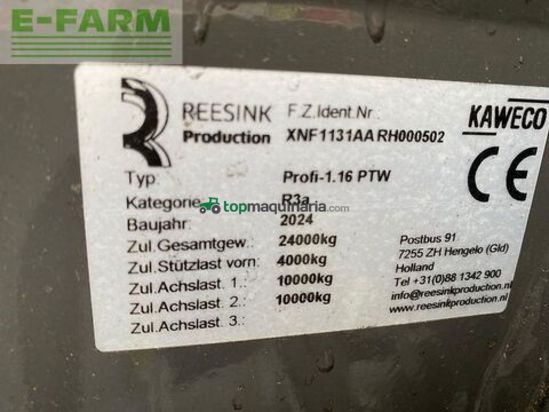 E-FARM
REESINK
Production
F.Z.Ident.Nr.
XNF1131AARH000502
KAWECO
CE
Typ: Profi-1.16 PTW
Kategorie: R3a
Baujahr: 2024
Zul.Gesamtgew.: 24000kg
Zul.Stützlast vorn: 4000kg
Zul.Achslast. 1.: 10000kg
Zul.Achslast. 2.: 10000kg
Zul.Achslast. 3.:
Postbus 91
7255 ZH Hengelo (Gld)
Holland
Tel +31(0)88 1342 900
info@reesinkproduction.nl
www.reesinkproduction.nl
topmaquinaria.com